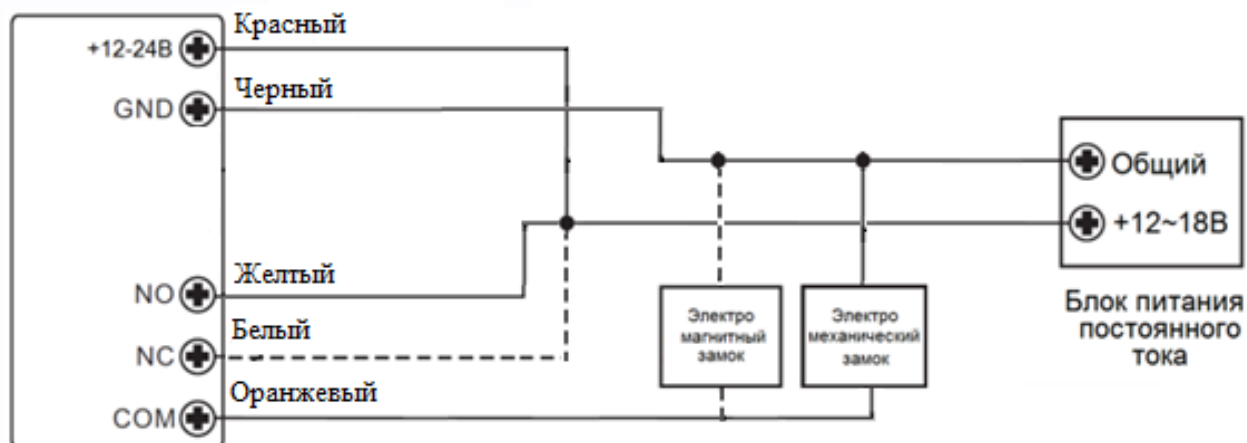 Красный
+12-24В
Черный
GND
Общий
+12~18В
Желтый
NO
Белый
NC
Оранжевый
COM
Электро
магнитный
замок
Электро
механический
замок
Блок питания
постоянного
тока